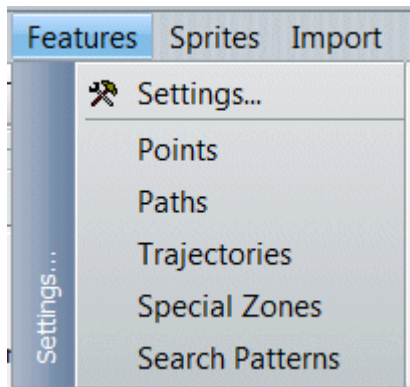 Features Sprites Import
Settings...
Points
Paths
Trajectories
Special Zones
Search Patterns
Settings...